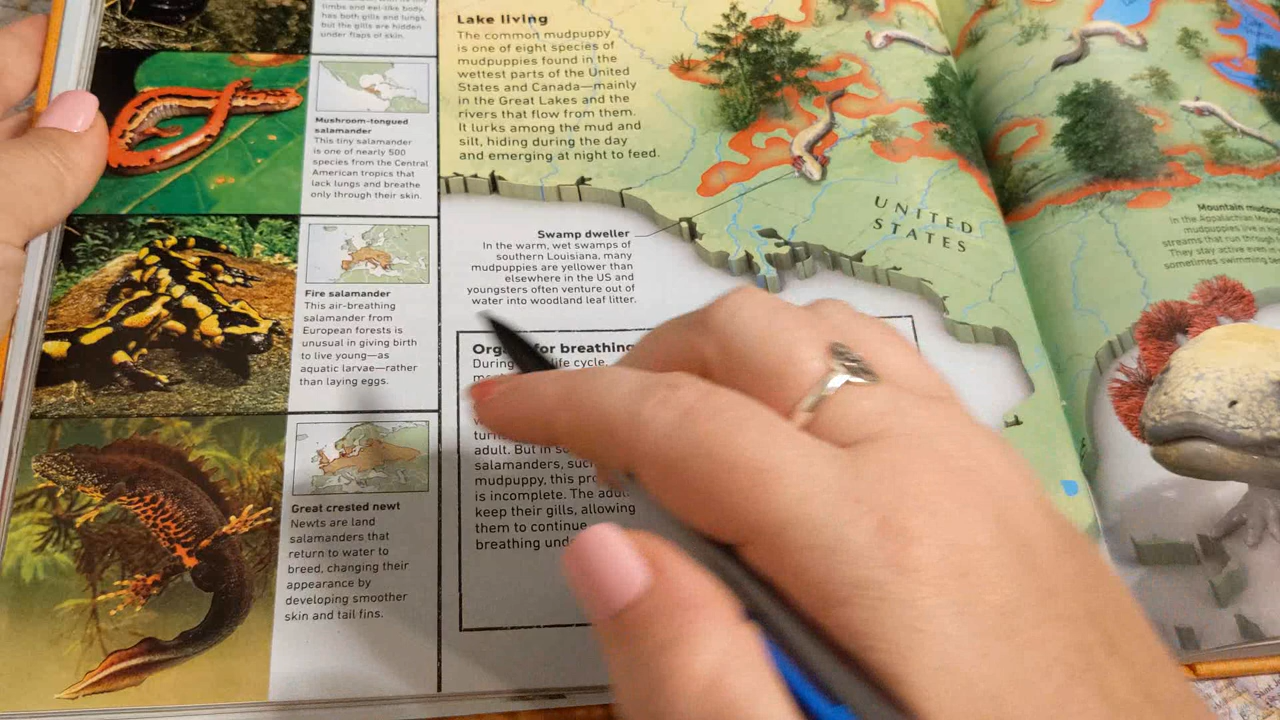 limbs and eel-like body,
has both gills and lungs,
but the gills are hidden
under flaps of skin.
Mushroom-tongued
salamander
This tiny salamander
is one of nearly 500
species from the Central
American tropics that
lack lungs and breathe
only through their skin.
Fire salamander
This air-breathing
salamander from
European forests is
unusual in giving birth
to live young—as
aquatic larvae—rather
than laying eggs.
Great crested newt
Newts are land
salamanders that
return to water to
breed, changing their
appearance by
developing smoother
skin and tail fins.
Lake living
The common mudpuppy
is one of eight species of
mudpuppies found in the
wettest parts of the United
States and Canada—mainly
in the Great Lakes and the
rivers that flow from them.
It lurks among the mud and
silt, hiding during the day
and emerging at night to feed.
Swamp dweller
In the warm, wet swamps of
southern Louisiana, many
mudpuppies are yellower than
elsewhere in the US and
youngsters often venture out of
water into woodland leaf litter.
for breathing
During life cycle,
adult. But in
salamanders,
mudpuppy, this
is incomplete. The
keep their gills, allowing
them to continue
breathing
UNITED
STATES
Mountain
In the Appalachian
mudpuppies live in
streams that run through
They stay active even
sometimes swimming